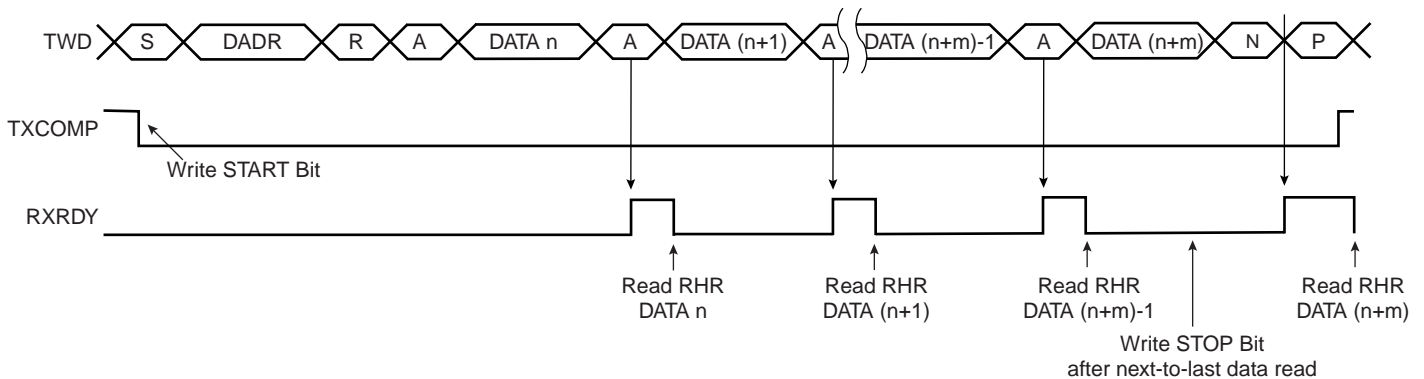 TWD S DADR R A DATA n A DATA (n+1) A DATA (n+m)-1 A DATA (n+m) N P
TXCOMP
Write START Bit
RXRDY
Read RHR Read RHR Read RHR Read RHR
DATA n DATA (n+1) DATA (n+m)-1 DATA (n+m)
Write STOP Bit
after next-to-last data read